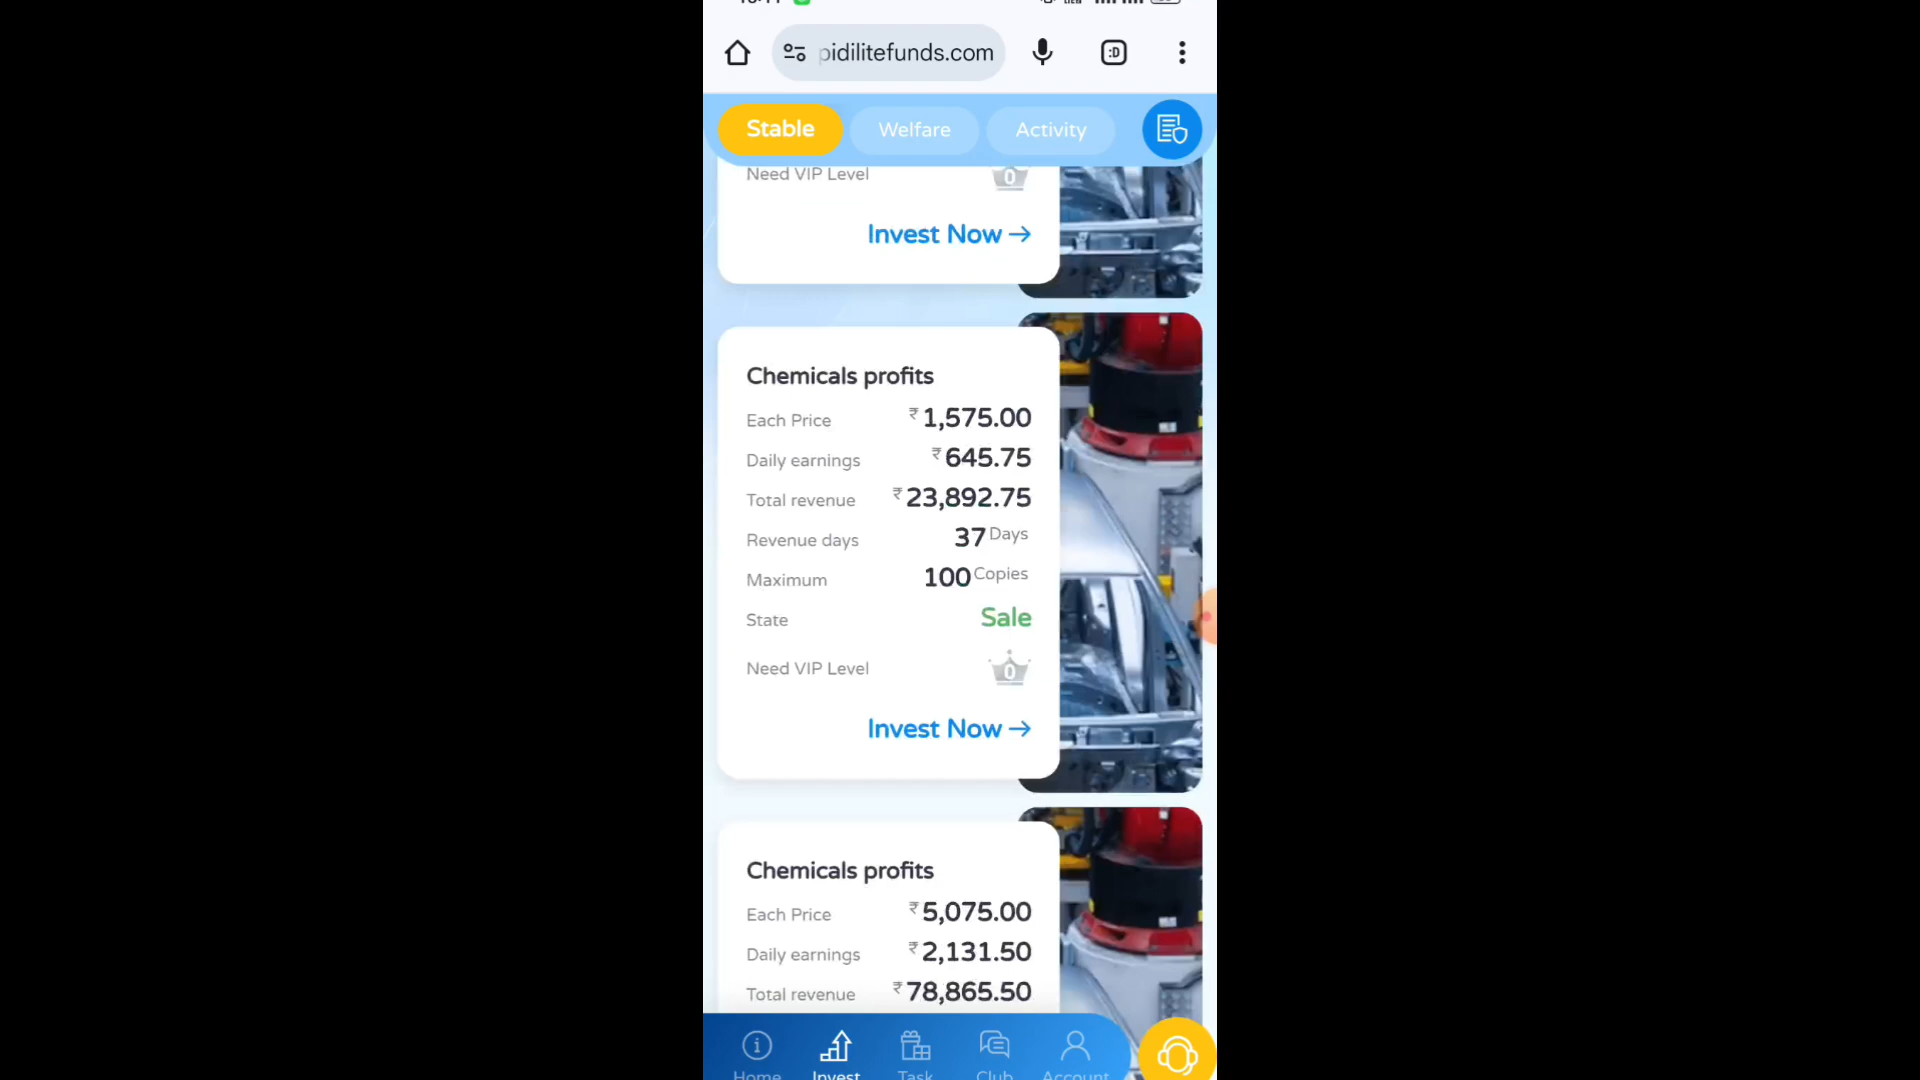 pidilitefunds.com
:D
Stable
Welfare
Activity
Need VIP Level
0
Invest Now →
Chemicals profits
Each Price ₹1,575.00
Daily earnings ₹645.75
Total revenue ₹23,892.75
Revenue days 37 Days
Maximum 100 Copies
State Sale
Need VIP Level 0
Invest Now →
Chemicals profits
Each Price ₹5,075.00
Daily earnings ₹2,131.50
Total revenue ₹78,865.50
Home
Invest
Task
Club
Account